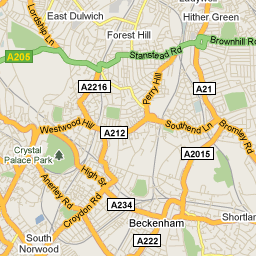 Ladywell
East Dulwich
Hither Green
Lordship Ln
Forest Hill
Brownhill Rd
Stanstead Rd
A205
A2216
Perry Hill
A21
Westwood Hill
A212
Southend Ln
Bromley Rd
Crystal
Palace Park
A2015
High St
Anerley Rd
A234
Croydon Rd
Shortlan
Beckenham
South
Norwood
A222